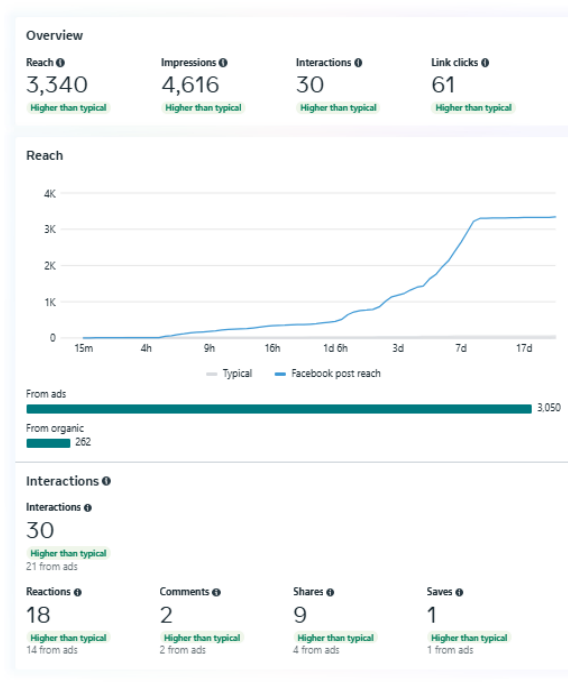 Overview
Reach Impressions Interactions Link clicks
3,340 4,616 30 61
Higher than typical Higher than typical Higher than typical Higher than typical
Reach
4K
3K
2K
1K
0
15m 4h 9h 16h 1d 6h 3d 7d 17d
Typical Facebook post reach
From ads
3,050
From organic
262
Interactions
Interactions
30
Higher than typical
21 from ads
Reactions Comments Shares Saves
18 2 9 1
Higher than typical Higher than typical Higher than typical Higher than typical
14 from ads 2 from ads 4 from ads 1 from ads